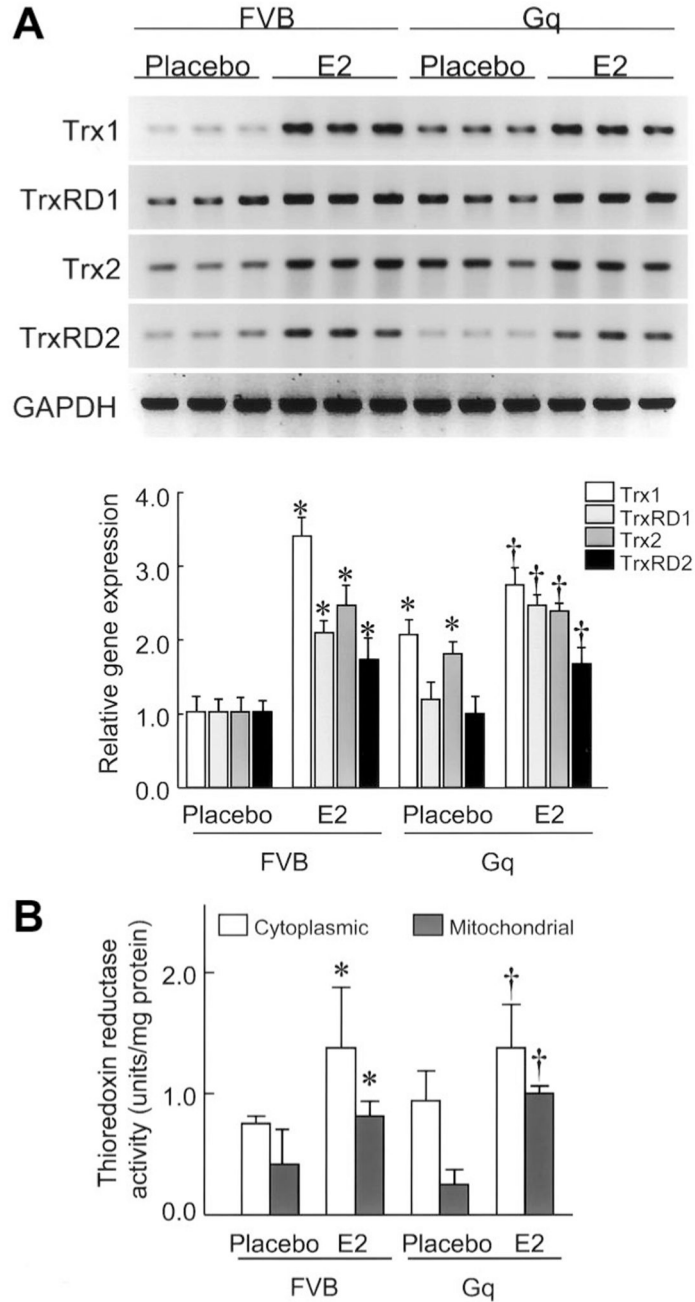 A
FVB Gq
Placebo E2 Placebo E2
Trx1
TrxRD1
Trx2
TrxRD2
GAPDH
Relative gene expression
4.0
3.0
2.0
1.0
0.0
* * * * * * † † † †
Trx1
TrxRD1
Trx2
TrxRD2
Placebo E2 Placebo E2
FVB Gq
B
Thioredoxin reductase
activity (units/mg protein)
Cytoplasmic Mitochondrial
2.0
1.0
0.0
* * † †
Placebo E2 Placebo E2
FVB Gq